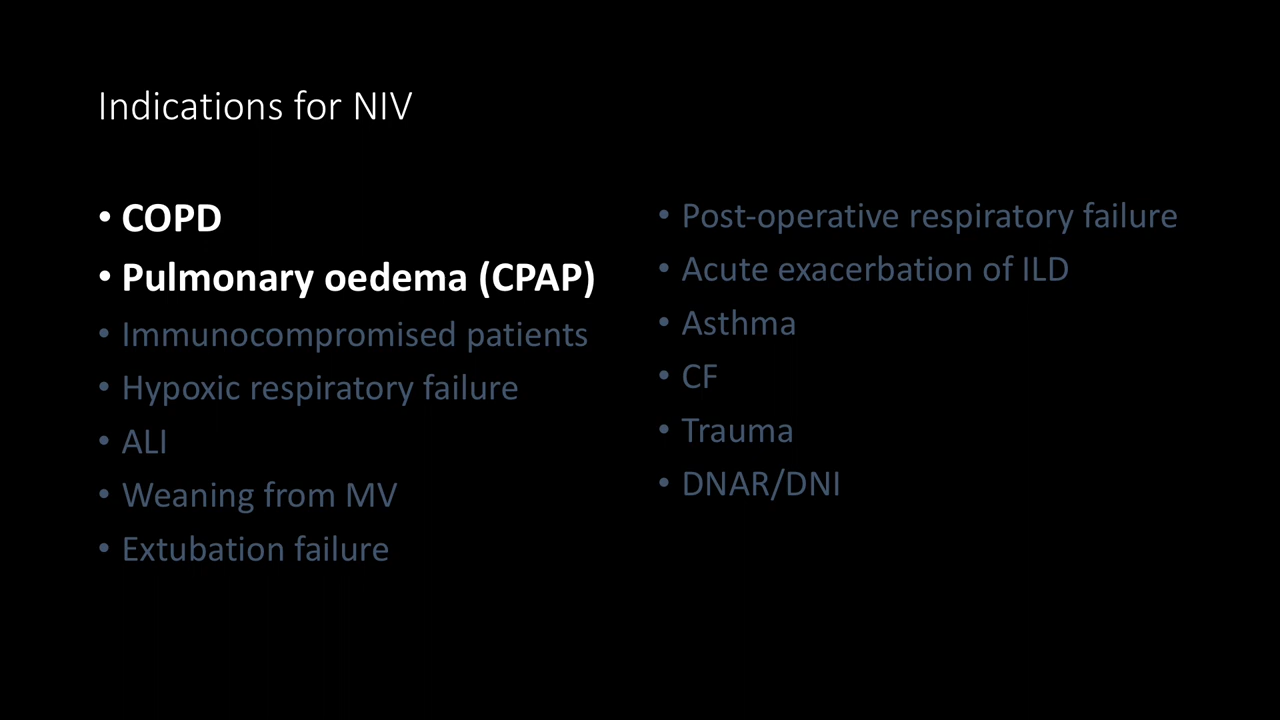 Indications for NIV
• COPD
• Pulmonary oedema (CPAP)
• Immunocompromised patients
• Hypoxic respiratory failure
• ALI
• Weaning from MV
• Extubation failure
• Post-operative respiratory failure
• Acute exacerbation of ILD
• Asthma
• CF
• Trauma
• DNAR/DNI